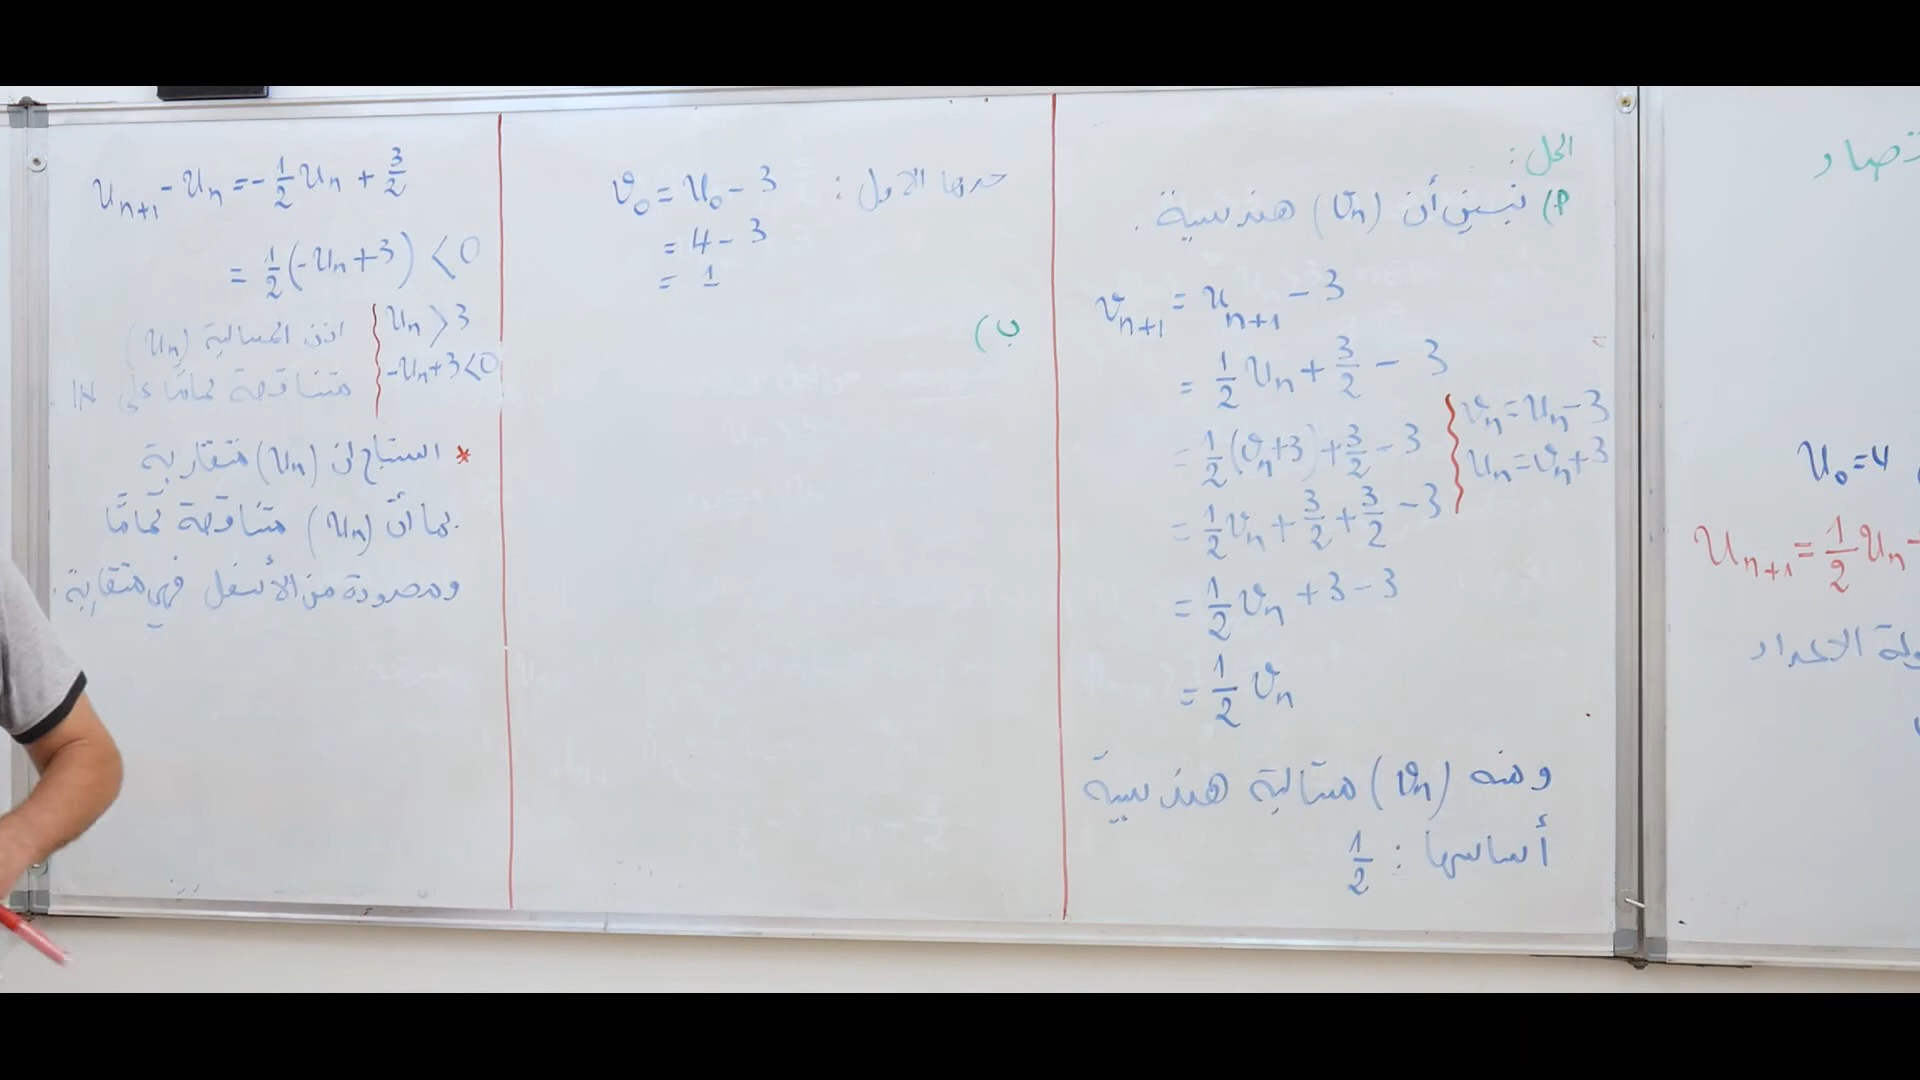 الحل :
أ) نبين أن (vₙ) هندسية .
vₙ₊₁ = uₙ₊₁ - 3
= 1/2 uₙ + 3/2 - 3
= 1/2 (vₙ+3) + 3/2 - 3
= 1/2 vₙ + 3/2 + 3/2 - 3
= 1/2 vₙ + 3 - 3
= 1/2 vₙ
vₙ = uₙ - 3
uₙ = vₙ + 3
ومنه (vₙ) متتالية هندسية
أساسها : 1/2
حدها الاول : v₀ = u₀ - 3
= 4 - 3
= 1
ب)
uₙ₊₁ - uₙ = -1/2 uₙ + 3/2
= 1/2 (-uₙ + 3) < 0
uₙ > 3
-uₙ + 3 < 0
اذن المتتالية (uₙ)
متناقصة تمامًا على ℕ
* استنتاج ان (uₙ) متقاربة
بما أن (uₙ) متناقصة تمامًا
ومحدودة من الأسفل فهي متقاربة .
u₀ = 4
uₙ₊₁ = 1/2 uₙ
الاعداد